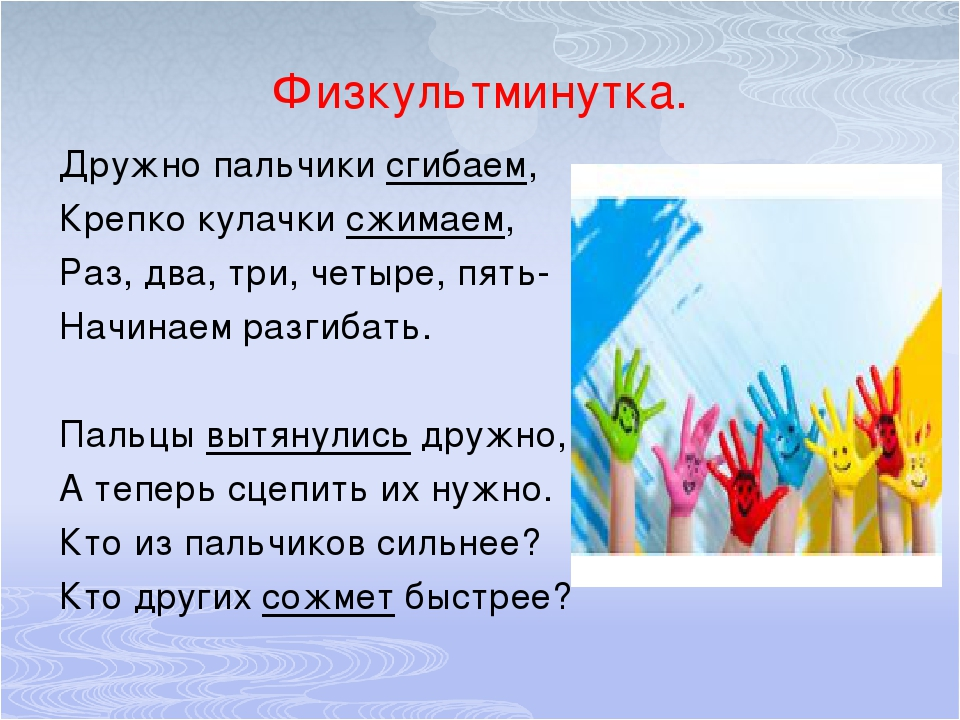 Физкультминутка.
Дружно пальчики сгибаем,
Крепко кулачки сжимаем,
Раз, два, три, четыре, пять-
Начинаем разгибать.
Пальцы вытянулись дружно,
А теперь сцепить их нужно.
Кто из пальчиков сильнее?
Кто других сожмет быстрее?